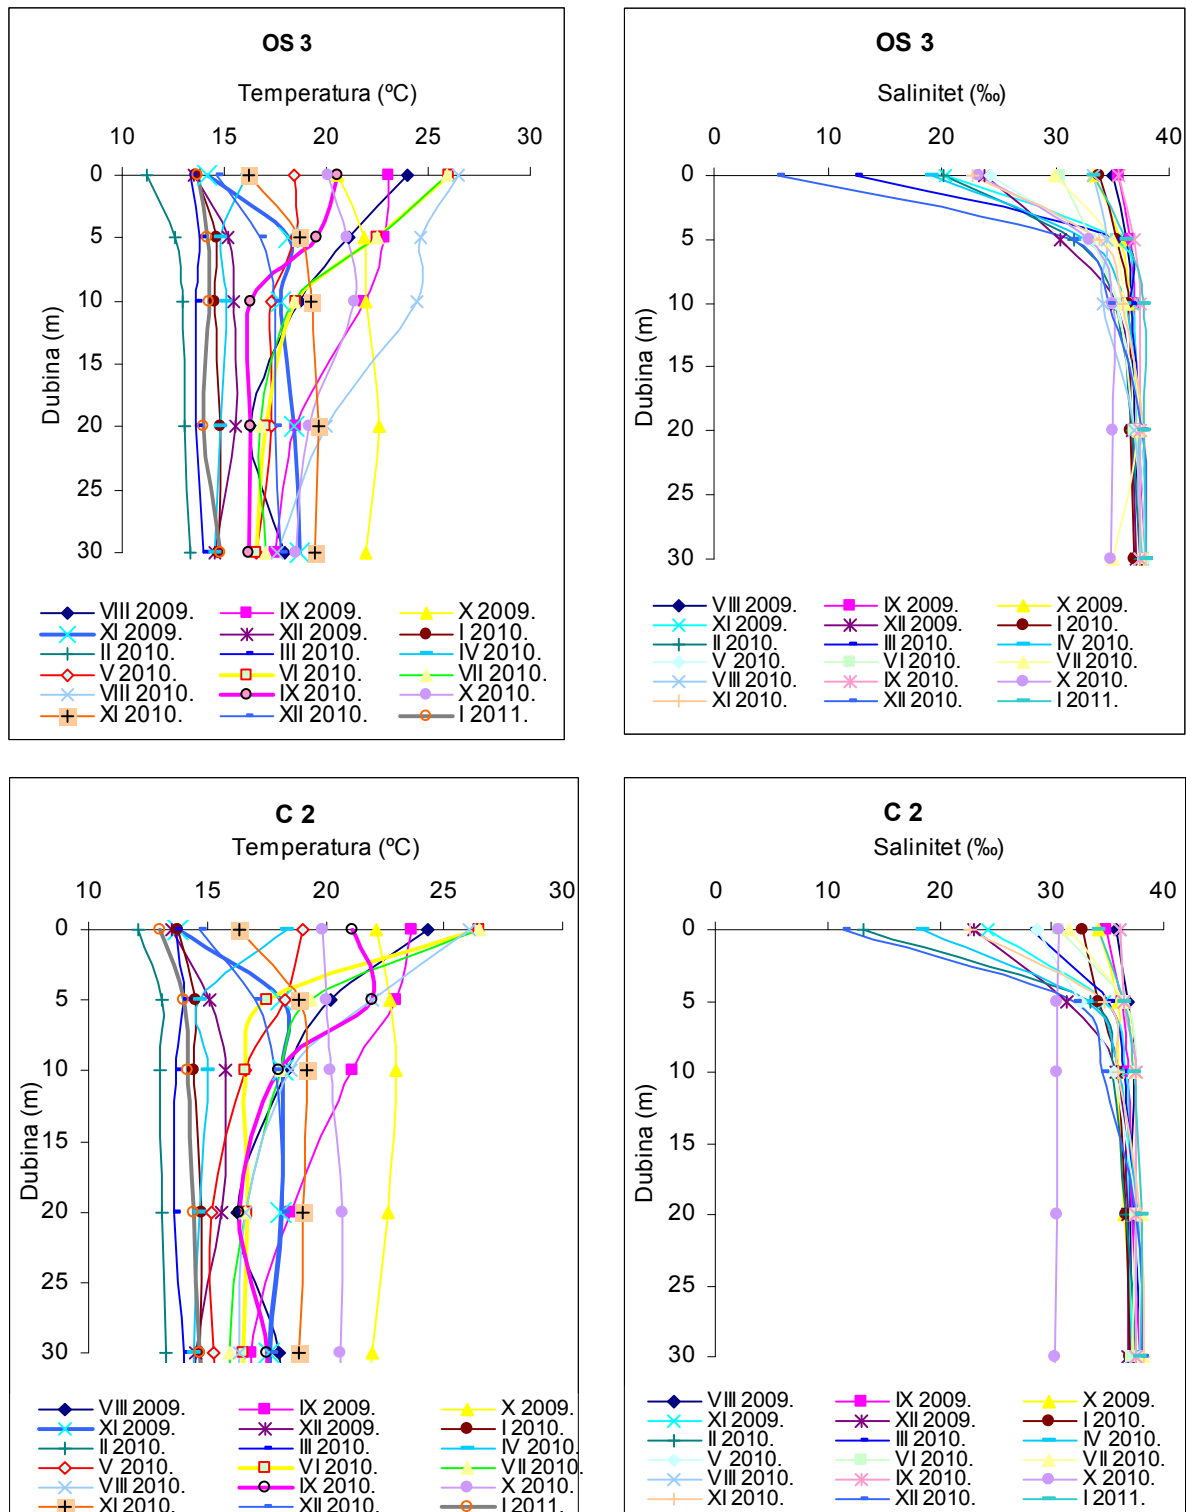 OS 3
Temperatura (ºC)
10 15 20 25 30
0
5
10
15
20
25
30
Dubina (m)
VIII 2009. IX 2009. X 2009.
XI 2009. XII 2009. I 2010.
II 2010. III 2010. IV 2010.
V 2010. VI 2010. VII 2010.
VIII 2010. IX 2010. X 2010.
XI 2010. XII 2010. I 2011.
OS 3
Salinitet (‰)
0 10 20 30 40
0
5
10
15
20
25
30
Dubina (m)
VIII 2009. IX 2009. X 2009.
XI 2009. XII 2009. I 2010.
II 2010. III 2010. IV 2010.
V 2010. VI 2010. VII 2010.
VIII 2010. IX 2010. X 2010.
XI 2010. XII 2010. I 2011.
C 2
Temperatura (ºC)
10 15 20 25 30
0
5
10
15
20
25
30
Dubina (m)
VIII 2009. IX 2009. X 2009.
XI 2009. XII 2009. I 2010.
II 2010. III 2010. IV 2010.
V 2010. VI 2010. VII 2010.
VIII 2010. IX 2010. X 2010.
XI 2010. XII 2010. I 2011.
C 2
Salinitet (‰)
0 10 20 30 40
0
5
10
15
20
25
30
Dubina (m)
VIII 2009. IX 2009. X 2009.
XI 2009. XII 2009. I 2010.
II 2010. III 2010. IV 2010.
V 2010. VI 2010. VII 2010.
VIII 2010. IX 2010. X 2010.
XI 2010. XII 2010. I 2011.